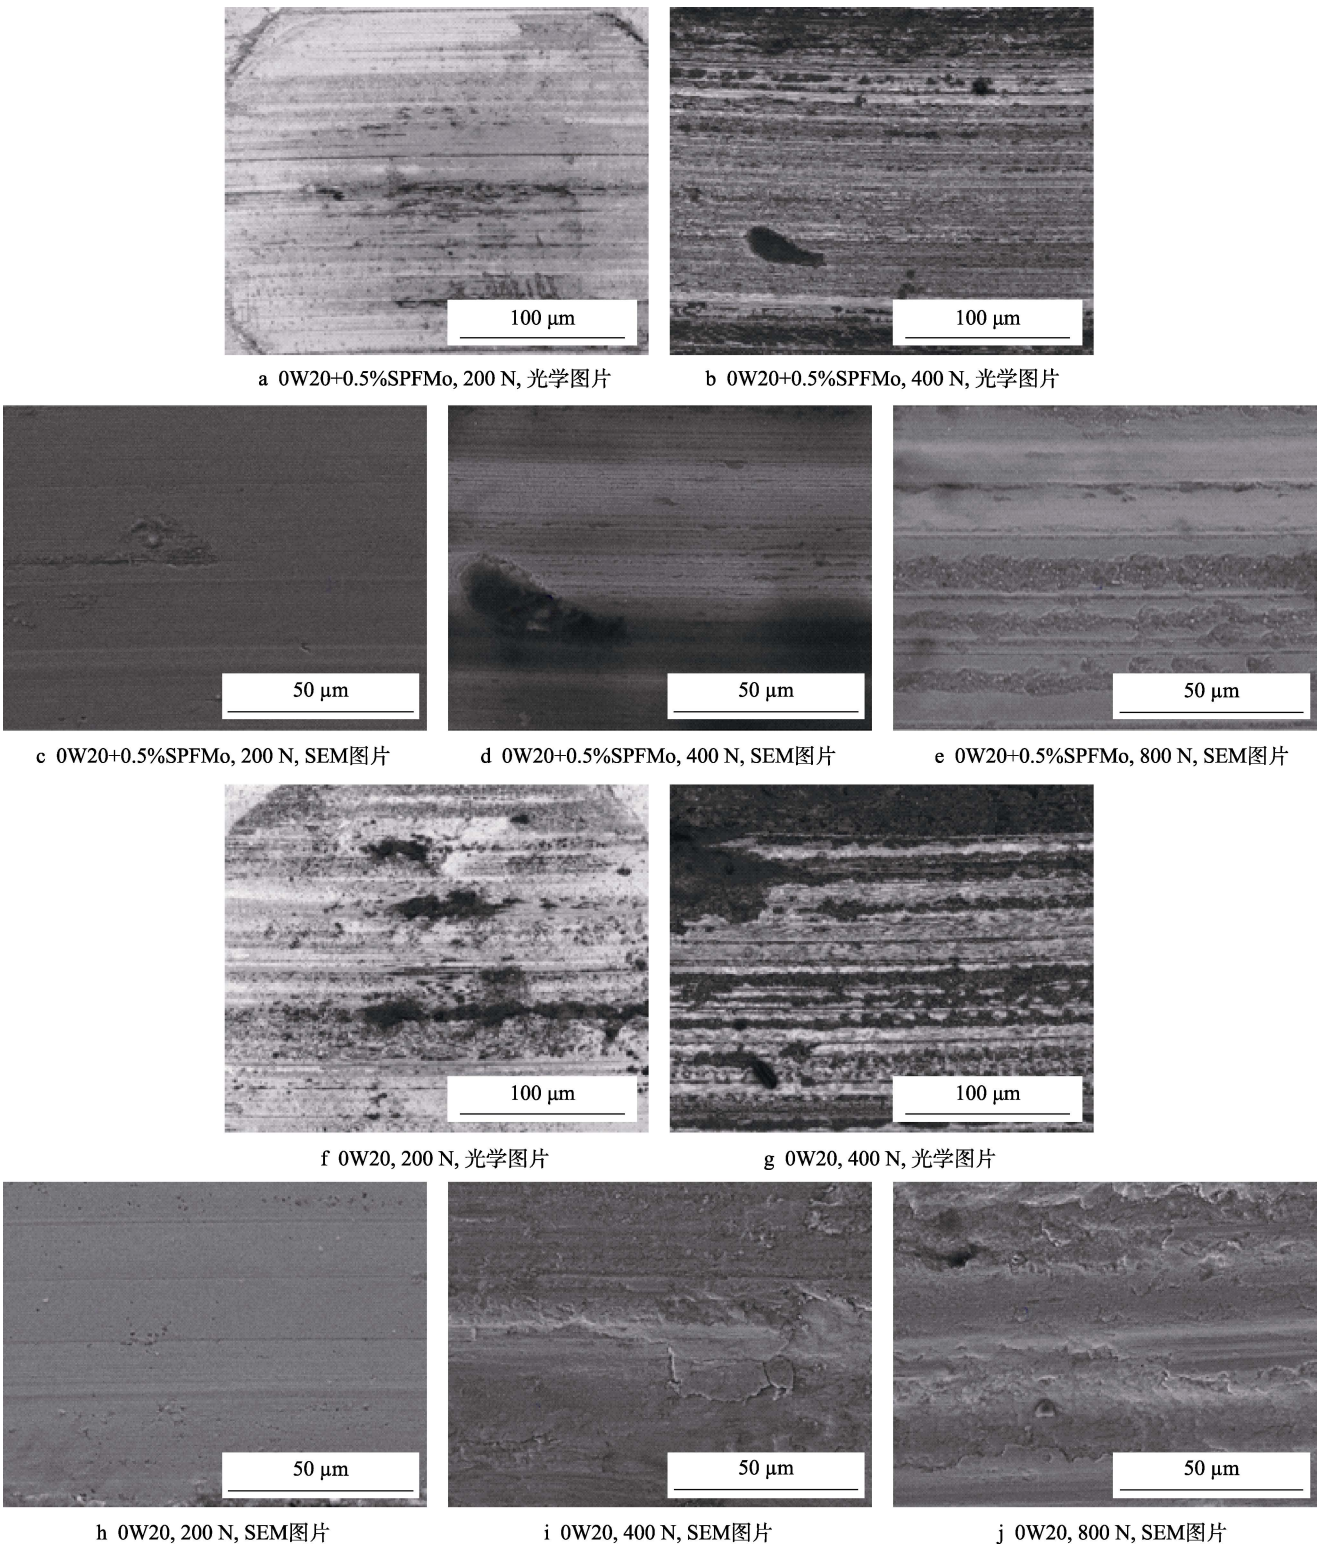 100 μm
100 μm
a 0W20+0.5%SPFMo, 200 N, 光学图片
b 0W20+0.5%SPFMo, 400 N, 光学图片
50 μm
50 μm
50 μm
c 0W20+0.5%SPFMo, 200 N, SEM图片
d 0W20+0.5%SPFMo, 400 N, SEM图片
e 0W20+0.5%SPFMo, 800 N, SEM图片
100 μm
100 μm
f 0W20, 200 N, 光学图片
g 0W20, 400 N, 光学图片
50 μm
50 μm
50 μm
h 0W20, 200 N, SEM图片
i 0W20, 400 N, SEM图片
j 0W20, 800 N, SEM图片